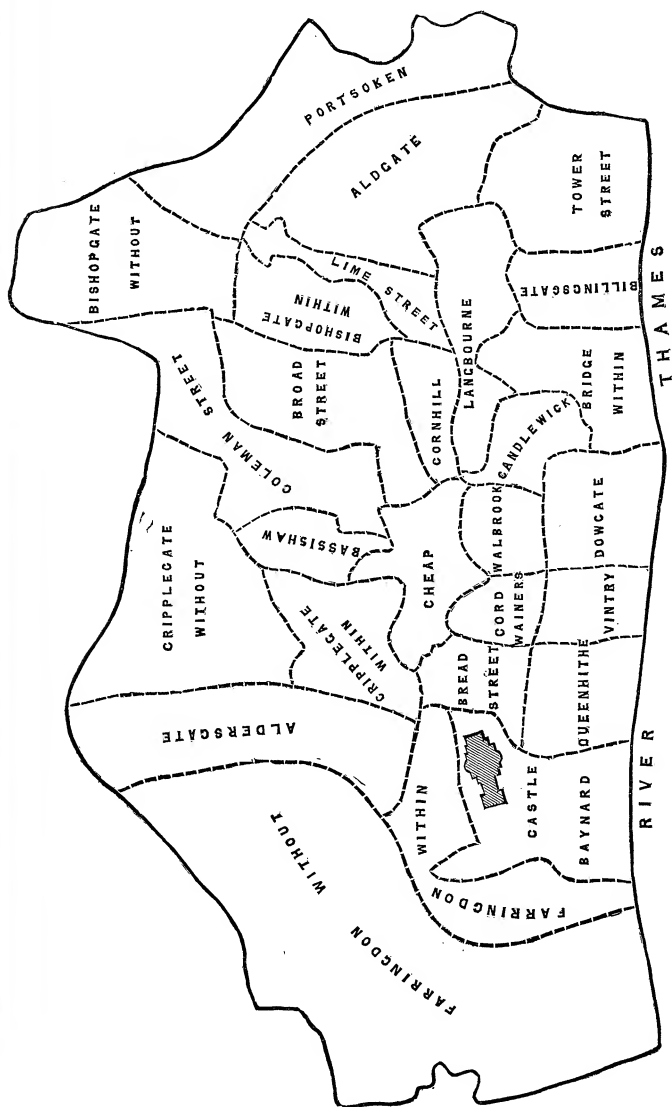 PORTSOKEN
BISHOPGATE
WITHOUT
ALDGATE
TOWER
STREET
LIME STREET
BISHOPGATE
WITHIN
BILLINGSGATE
LANGBOURNE
BROAD
STREET
COLEMAN
STREET
CORNHILL
BRIDGE
WITHIN
CANDLEWICK
THAMES
BASSISHAW
CRIPPLEGATE
WITHOUT
CHEAP
WALBROOK
DOWGATE
CRIPPLEGATE
WITHIN
CORD
WAINERS
VINTRY
BREAD
STREET
QUEENHITHE
ALDERSGATE
CASTLE
BAYNARD
RIVER
WITHIN
FARRINGDON
WITHOUT
FARRINGDON